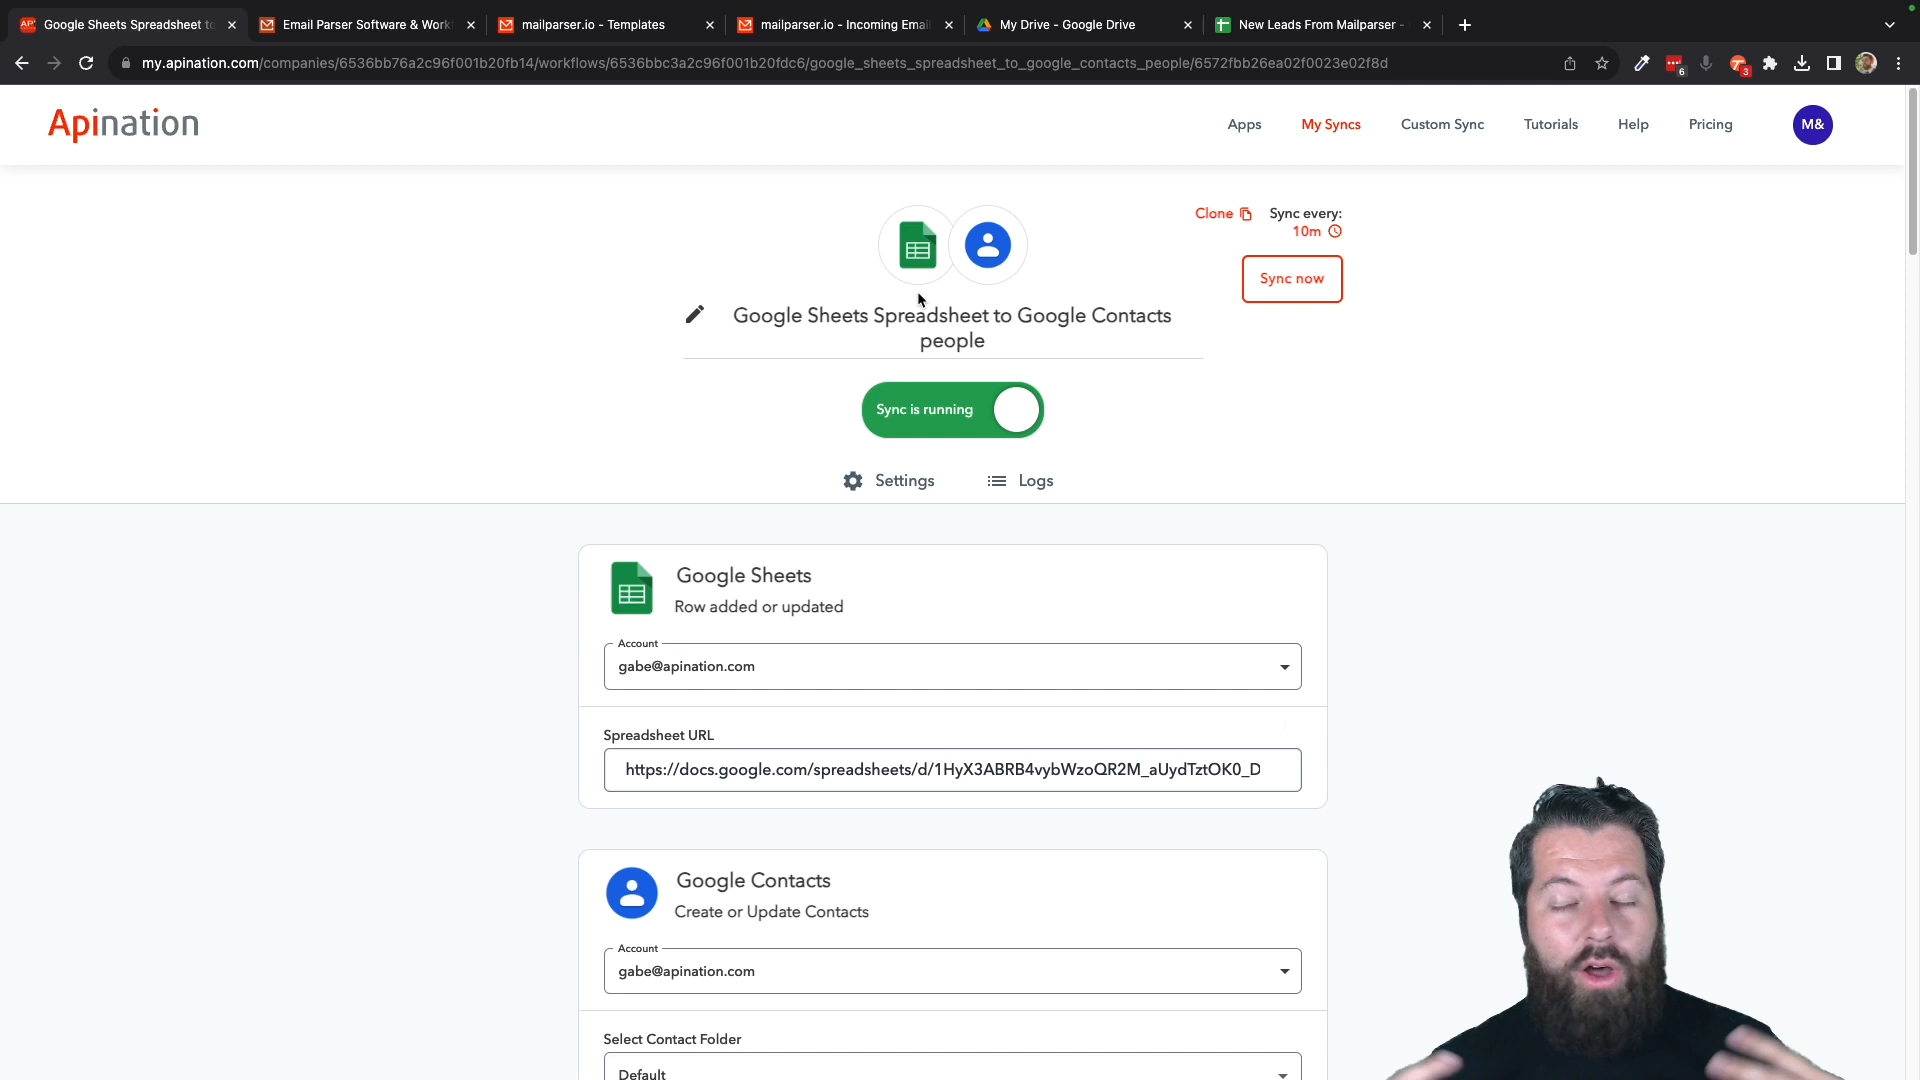 Google Sheets Spreadsheet to
Email Parser Software & Work
mailparser.io - Templates
mailparser.io - Incoming Emai
My Drive - Google Drive
New Leads From Mailparser -
my.apination.com/companies/6536bb76a2c96f001b20fb14/workflows/6536bbc3a2c96f001b20fdc6/google_sheets_spreadsheet_to_google_contacts_people/6572fbb26ea02f0023e02f8d
6
3
Apination
Apps
My Syncs
Custom Sync
Tutorials
Help
Pricing
M&
Clone
Sync every:
10m
Sync now
Google Sheets Spreadsheet to Google Contacts
people
Sync is running
Settings
Logs
Google Sheets
Row added or updated
Account
gabe@apination.com
Spreadsheet URL
https://docs.google.com/spreadsheets/d/1HyX3ABRB4vybWzoQR2M_aUydTztOK0_D
Google Contacts
Create or Update Contacts
Account
gabe@apination.com
Select Contact Folder
Default